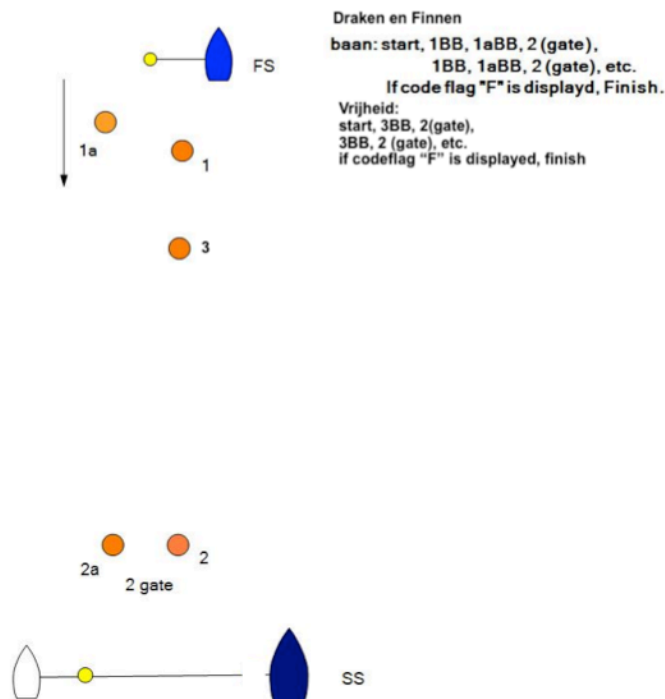 Draken en Finnen
baan: start, 1BB, 1aBB, 2 (gate),
1BB, 1aBB, 2 (gate), etc.
If code flag "F" is displayd, Finish.
Vrijheid:
start, 3BB, 2(gate),
3BB, 2 (gate), etc.
if codeflag “F” is displayed, finish
FS
1a
1
3
2a
2
2 gate
SS